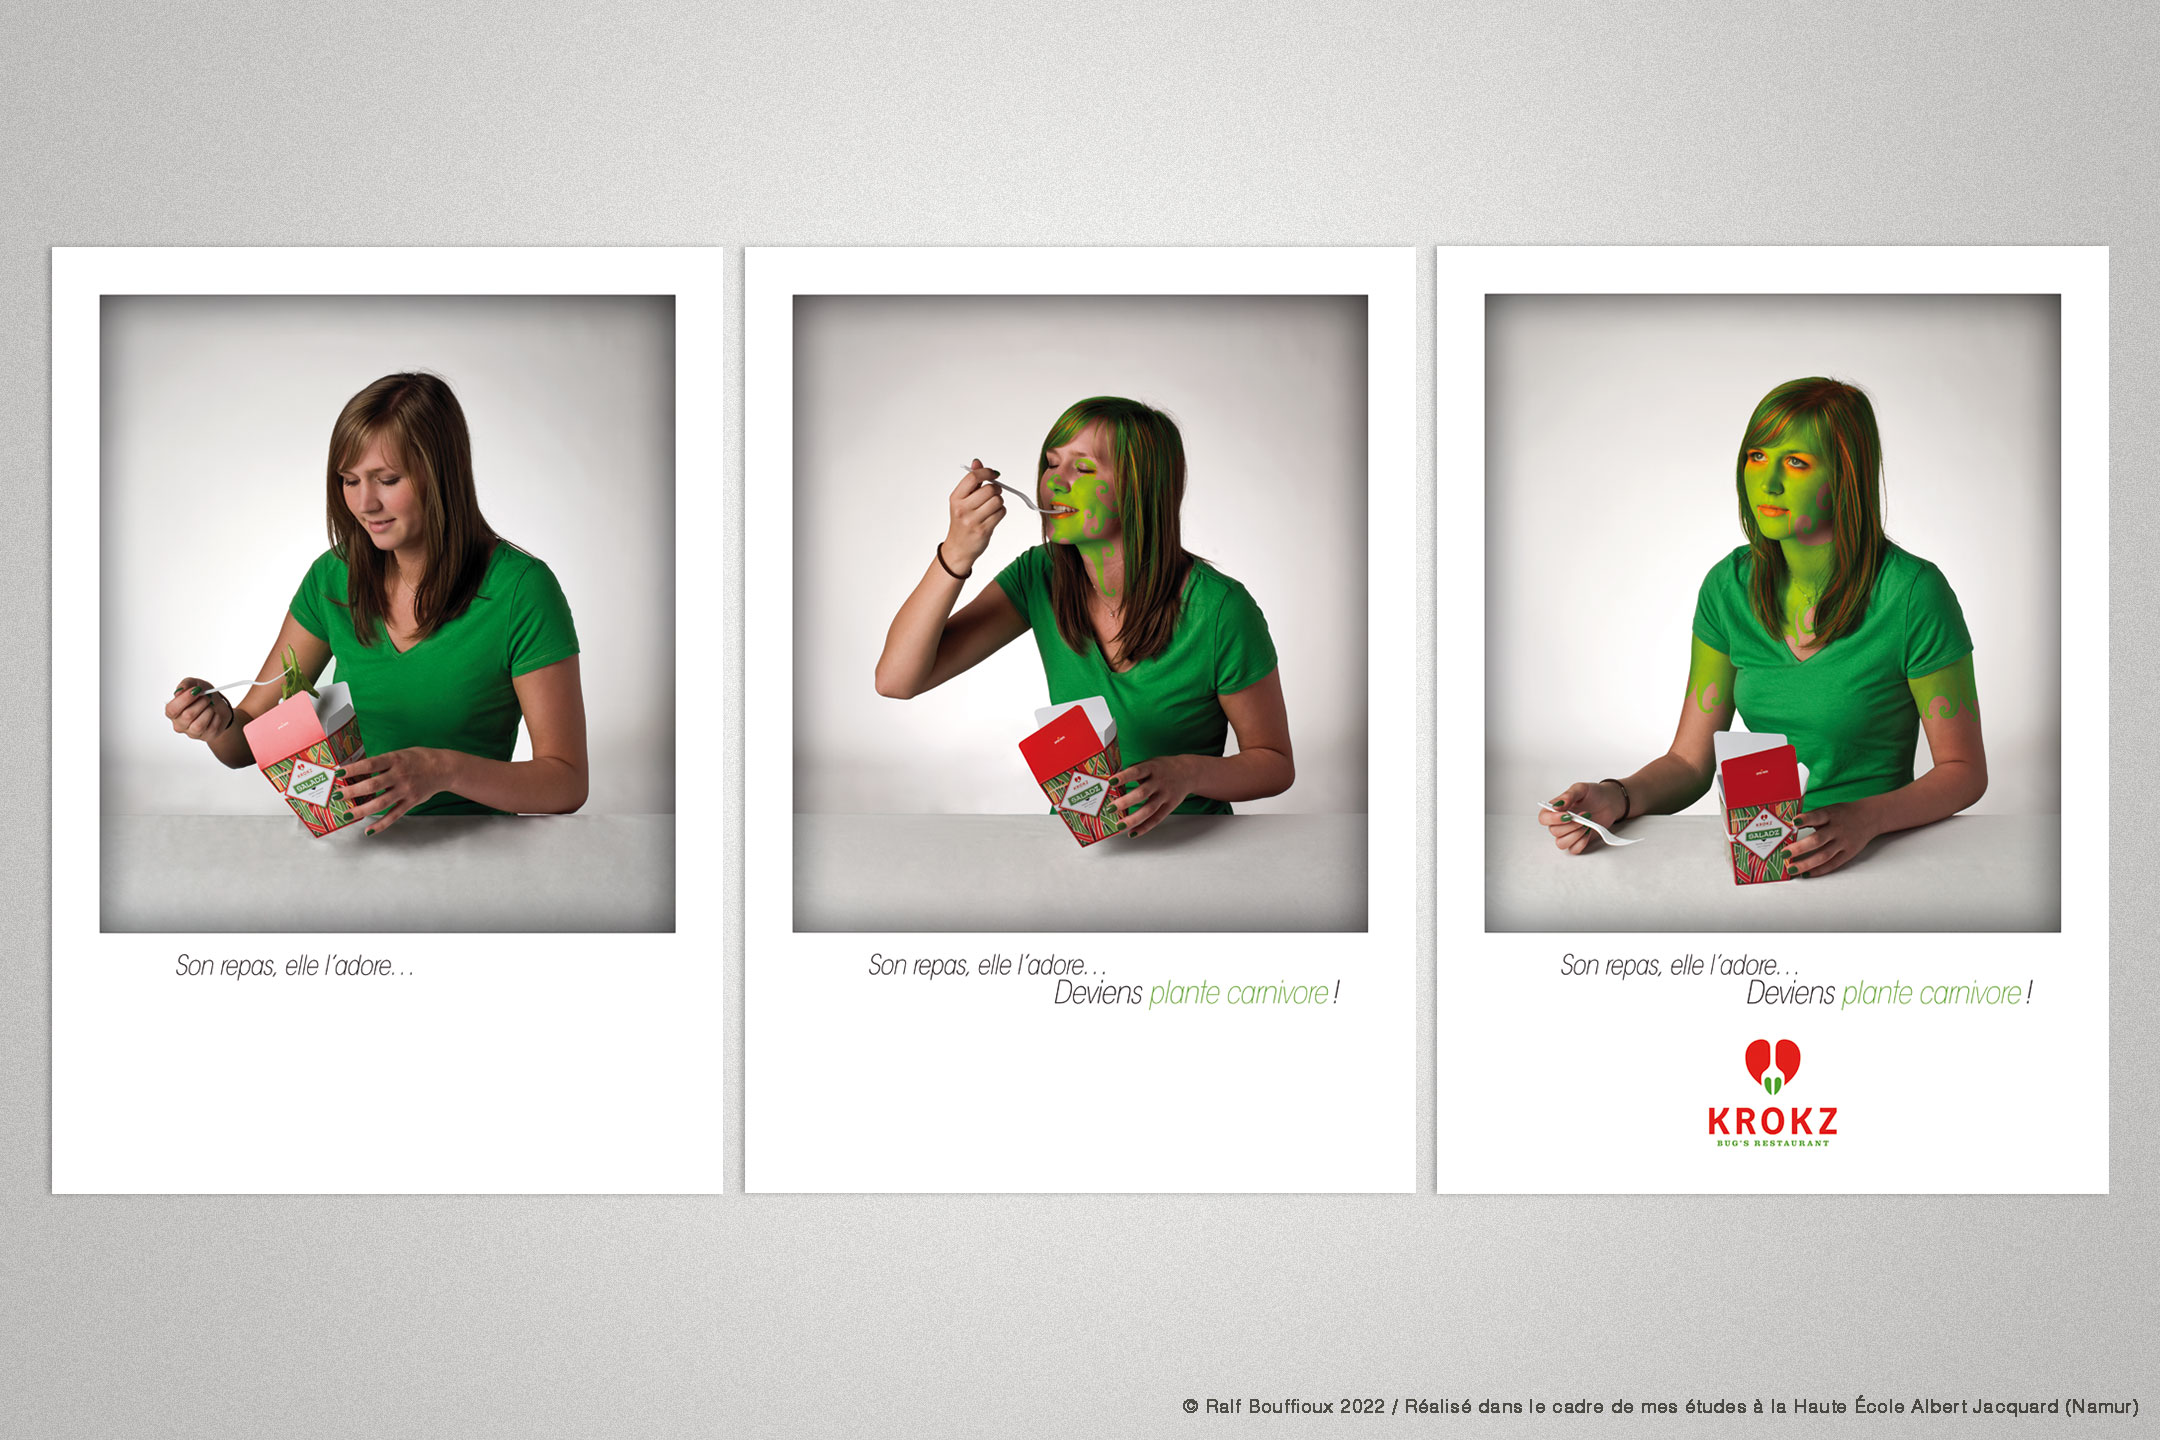 KROKZ
SALADZ
Son repas, elle l'adore...
KROKZ
SALADZ
Son repas, elle l'adore...
Deviens plante carnivore !
KROKZ
SALADZ
Son repas, elle l'adore...
Deviens plante carnivore !
KROKZ
BUG'S RESTAURANT
© Ralf Bouffioux 2022 / Réalisé dans le cadre de mes études à la Haute École Albert Jacquard (Namur)